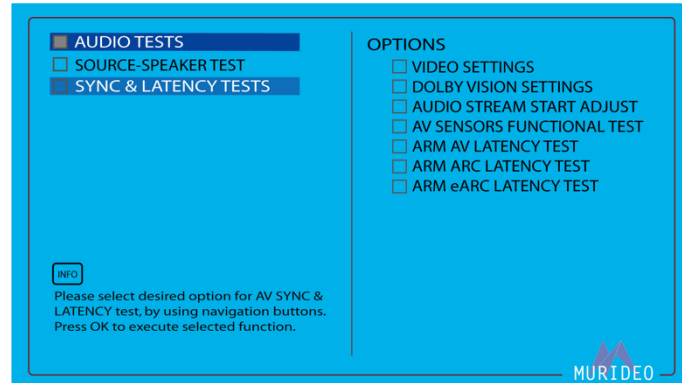 AUDIO TESTS
SOURCE-SPEAKER TEST
SYNC & LATENCY TESTS
INFO
Please select desired option for AV SYNC &
LATENCY test, by using navigation buttons.
Press OK to execute selected function.
OPTIONS
VIDEO SETTINGS
DOLBY VISION SETTINGS
AUDIO STREAM START ADJUST
AV SENSORS FUNCTIONAL TEST
ARM AV LATENCY TEST
ARM ARC LATENCY TEST
ARM eARC LATENCY TEST
MURIDEO